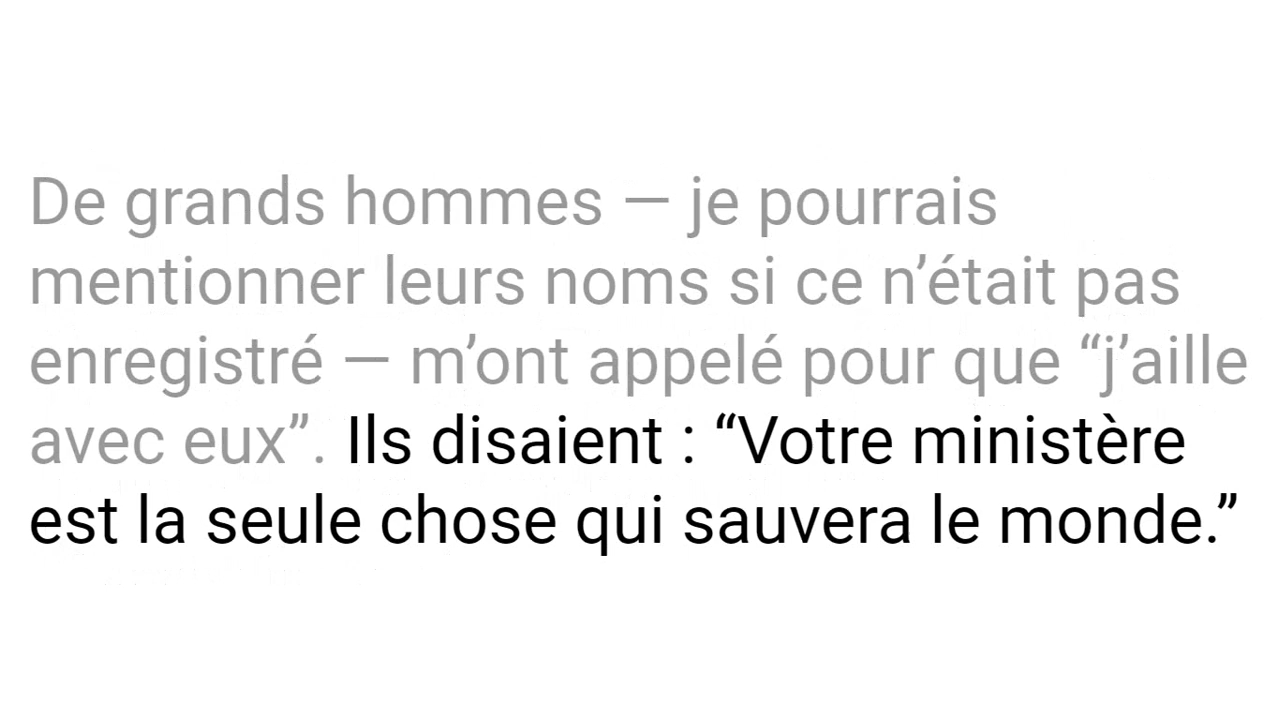 De grands hommes — je pourrais
mentionner leurs noms si ce n’était pas
enregistré — m’ont appelé pour que “j’aille
avec eux”. Ils disaient : “Votre ministère
est la seule chose qui sauvera le monde.”